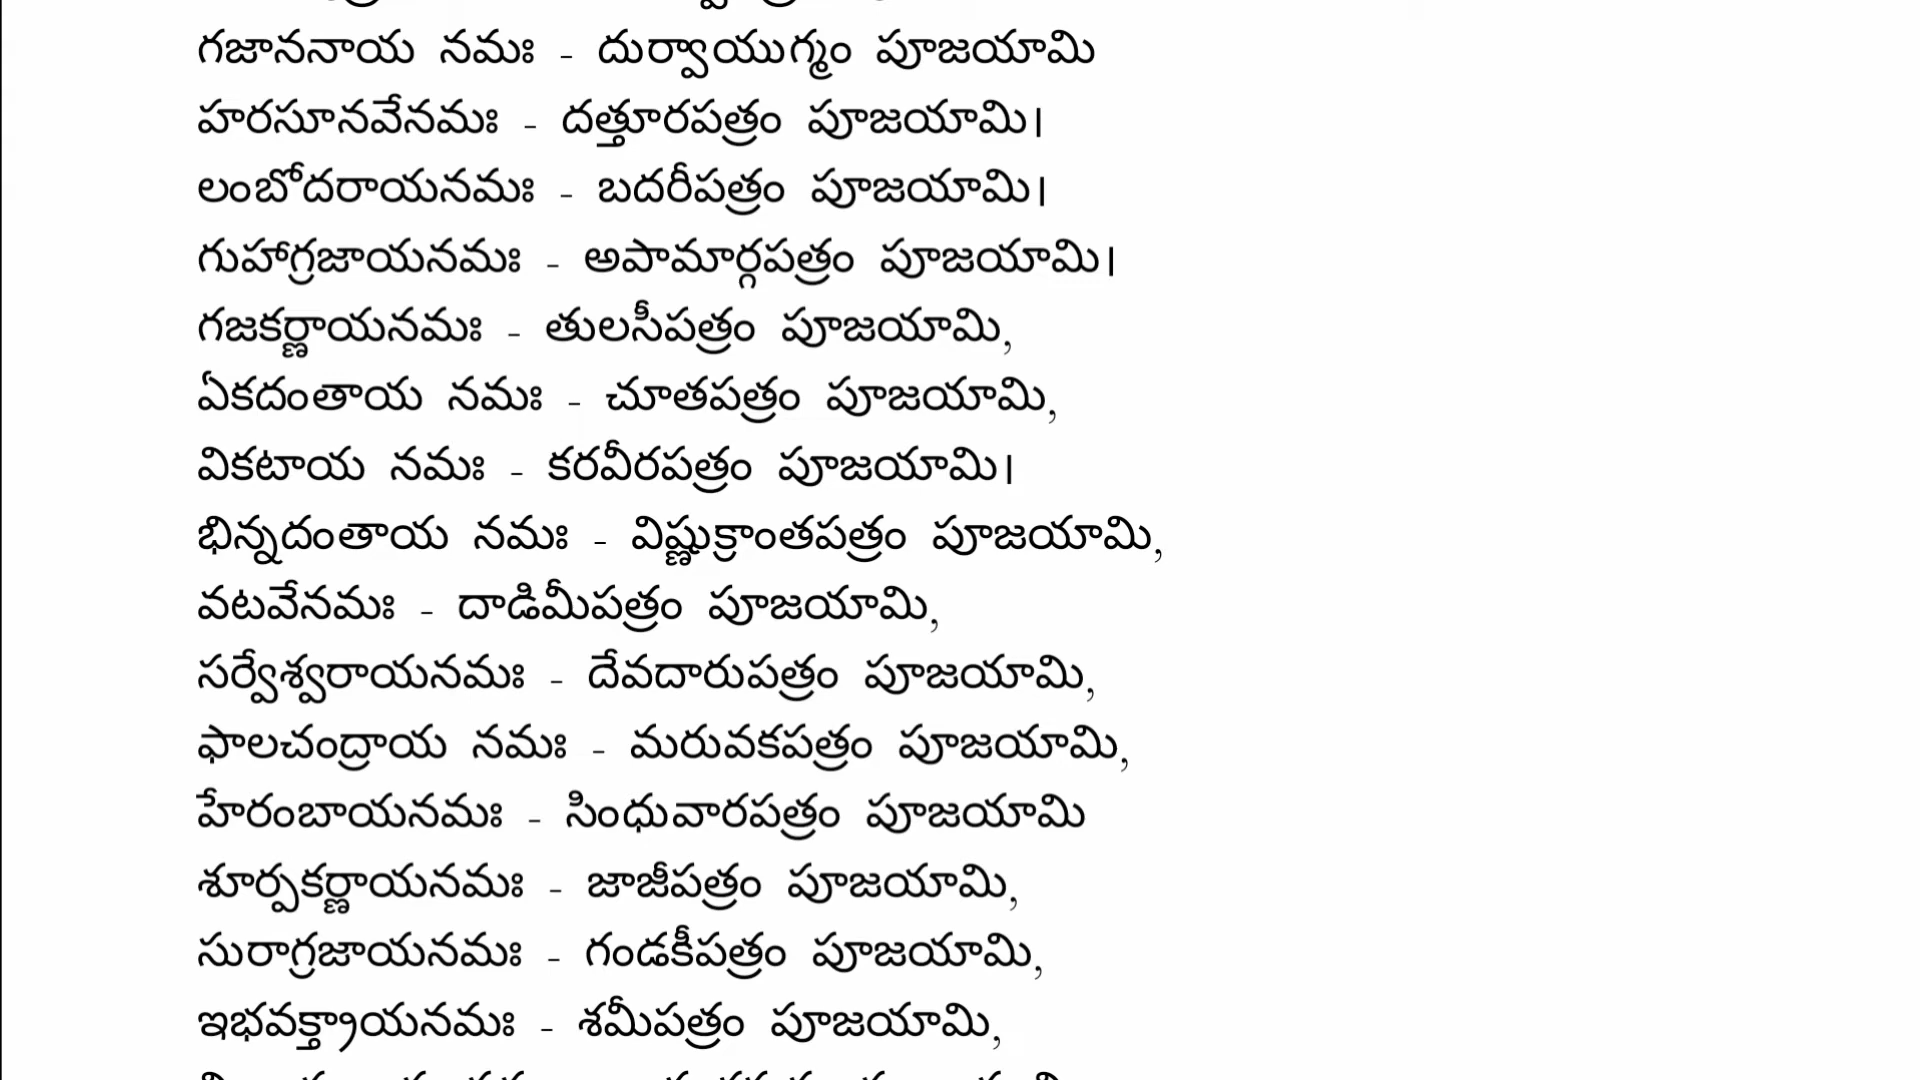 గజాననాయ నమః - దుర్వాయుగ్మం పూజయామి
హరసూనవేనమః - దత్తూరపత్రం పూజయామి।
లంబోదరాయనమః - బదరీపత్రం పూజయామి।
గుహాగ్రజాయనమః - అపామార్గపత్రం పూజయామి।
గజకర్ణాయనమః - తులసీపత్రం పూజయామి,
ఏకదంతాయ నమః - చూతపత్రం పూజయామి,
వికటాయ నమః - కరవీరపత్రం పూజయామి।
భిన్నదంతాయ నమః - విష్ణుక్రాంతపత్రం పూజయామి,
వటవేనమః - దాడిమీపత్రం పూజయామి,
సర్వేశ్వరాయనమః - దేవదారుపత్రం పూజయామి,
ఫాలచంద్రాయ నమః - మరువకపత్రం పూజయామి,
హేరంబాయనమః - సింధువారపత్రం పూజయామి
శూర్పకర్ణాయనమః - జాజీపత్రం పూజయామి,
సురాగ్రజాయనమః - గండకీపత్రం పూజయామి,
ఇభవక్త్రాయనమః - శమీపత్రం పూజయామి,